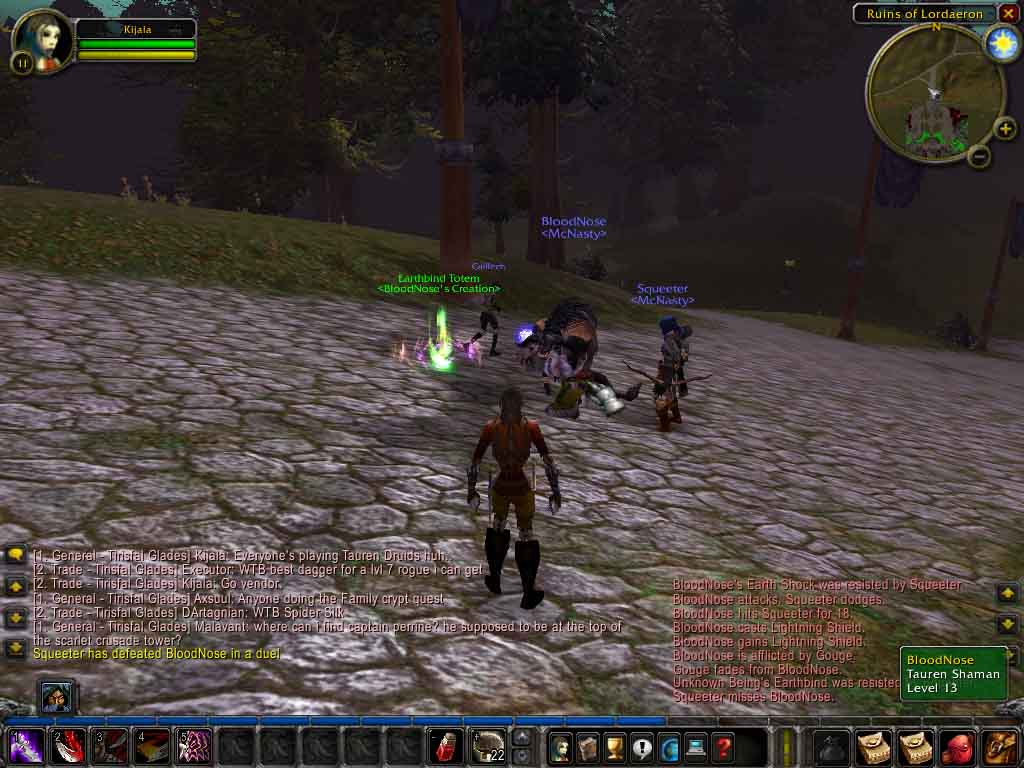 Kijala
11
Ruins of Lordaeron
N
BloodNose
<McNasty>
Earthbind Totem
<BloodNose's Creation>
Squeeter
<McNasty>
[1. General - Tirisfal Glades] Kijala: Everyone's playing Tauren Druids huh.
[2. Trade - Tirisfal Glades] Executor: WTB best dagger for a lvl 7 rogue i can get
[2. Trade - Tirisfal Glades] Kijala: Go vendor.
[1. General - Tirisfal Glades] Axsuul: Anyone doing the Family crypt quest
[2. Trade - Tirisfal Glades] DArtagnian: WTB Spider Silk
[1. General - Tirisfal Glades] Malavant: where can I find captain perrine? he supposed to be at the top of
the scarlet crusade tower?
Squeeter has defeated BloodNose in a duel
BloodNose's Earth Shock was resisted by Squeeter
BloodNose attacks. Squeeter dodges.
BloodNose hits Squeeter for 18.
BloodNose casts Lightning Shield.
BloodNose gains Lightning Shield.
BloodNose is afflicted by Gouge.
Gouge fades from BloodNose.
Unknown Being's Earthbind was resisted
Squeeter misses BloodNose.
BloodNose
Tauren Shaman
Level 13
1 2 3 4 5 22